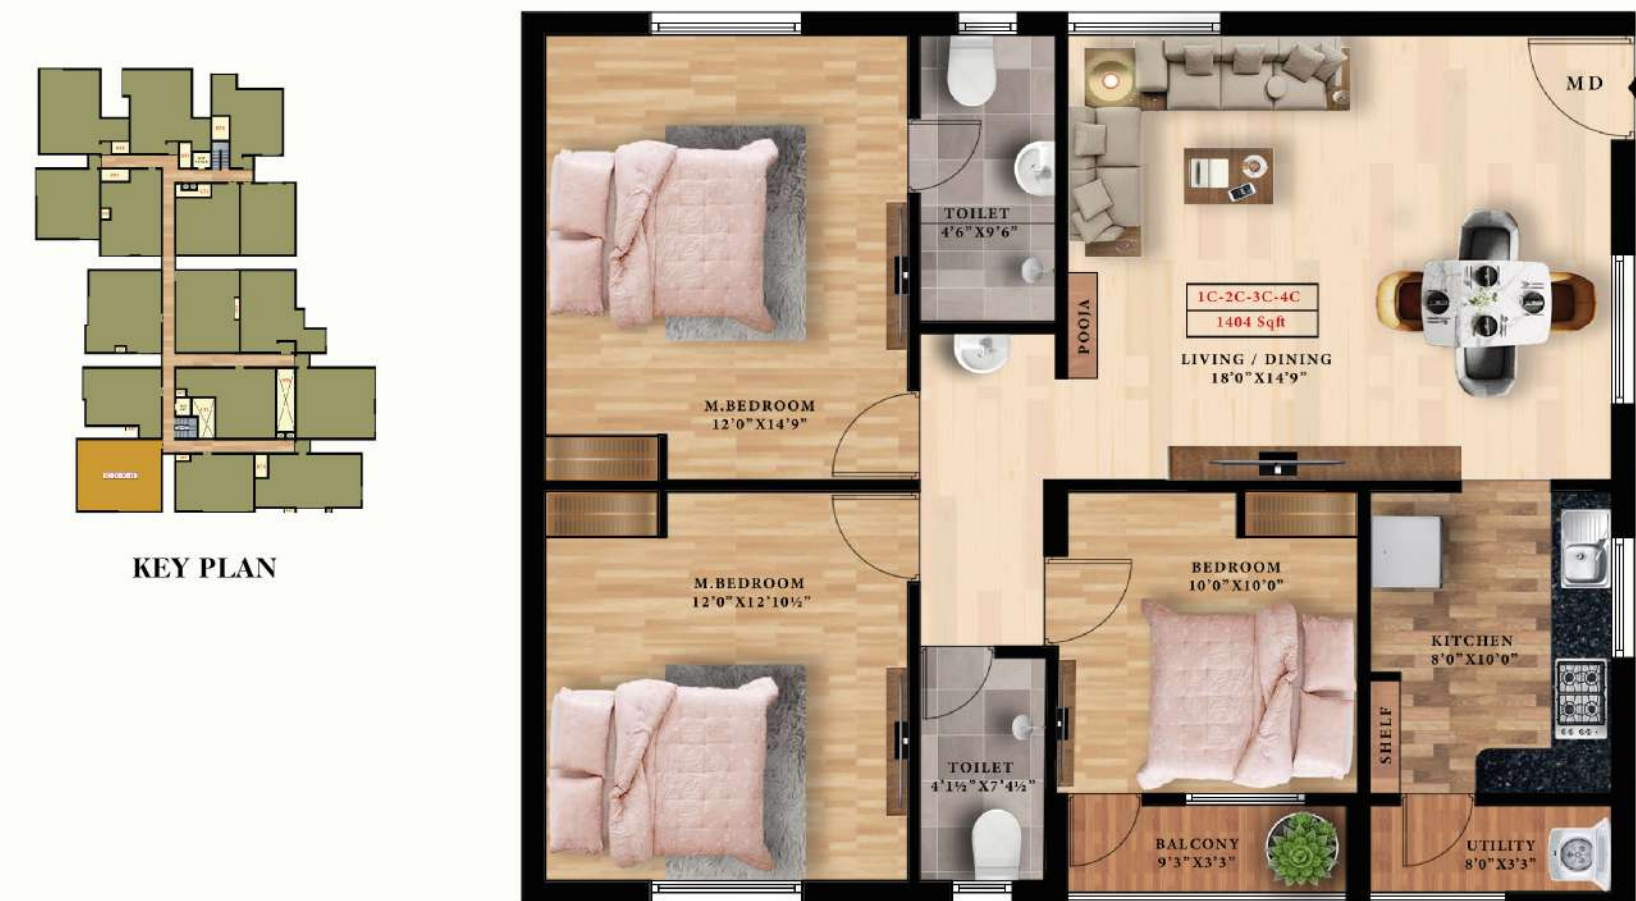 KEY PLAN
MD
TOILET
4'6"X9'6"
POOJA
1C-2C-3C-4C
1404 Sqft
LIVING / DINING
18'0"X14'9"
M.BEDROOM
12'0"X14'9"
M.BEDROOM
12'0"X12'10½"
BEDROOM
10'0"X10'0"
KITCHEN
8'0"X10'0"
SHELF
TOILET
4'1½"X7'4½"
BALCONY
9'3"X3'3"
UTILITY
8'0"X3'3"